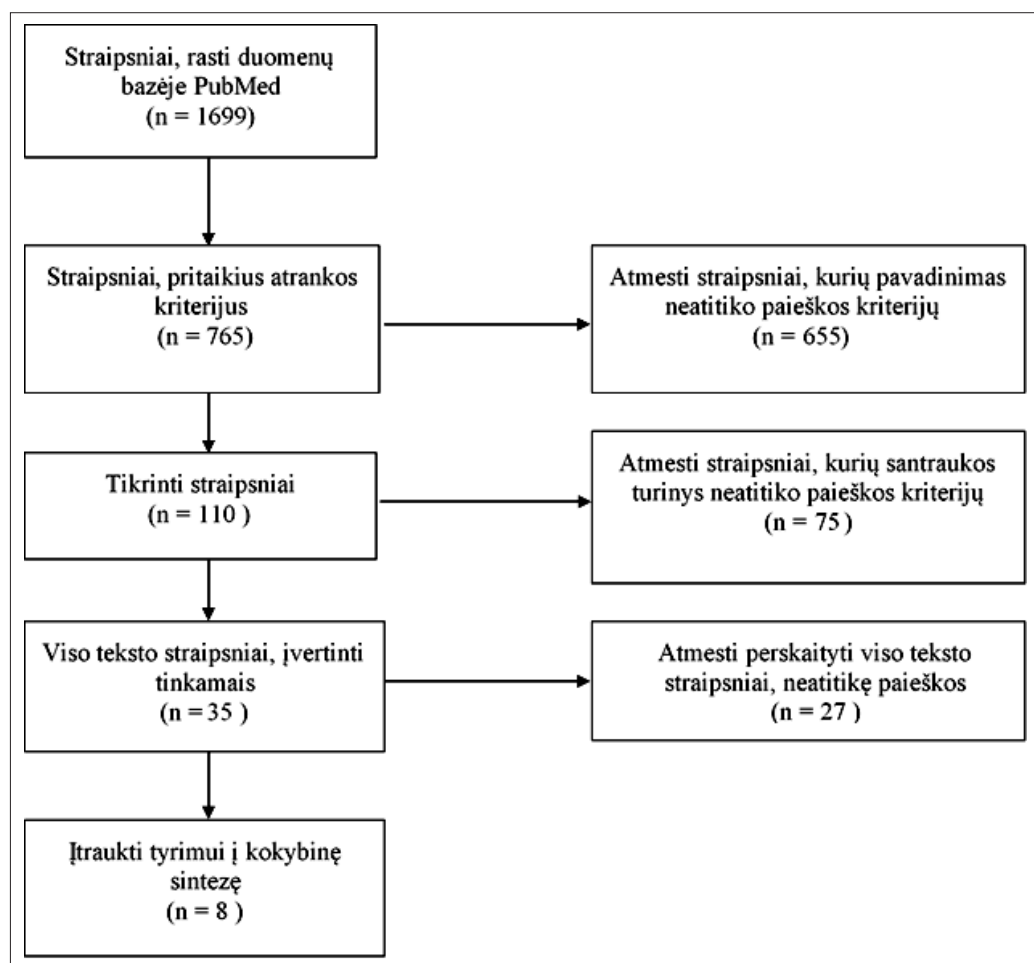 Straipsniai, rasti duomenų
bazėje PubMed
(n = 1699)
Straipsniai, pritaikius atrankos
kriterijus
(n = 765)
Atmesti straipsniai, kurių pavadinimas
neatitiko paieškos kriterijų
(n = 655)
Tikrinti straipsniai
(n = 110 )
Atmesti straipsniai, kurių santraukos
turinys neatitiko paieškos kriterijų
(n = 75 )
Viso teksto straipsniai, įvertinti
tinkamais
(n = 35 )
Atmesti perskaityti viso teksto
straipsniai, neatitikę paieškos
(n = 27 )
Įtraukti tyrimui į kokybinę
sintezę
(n = 8 )